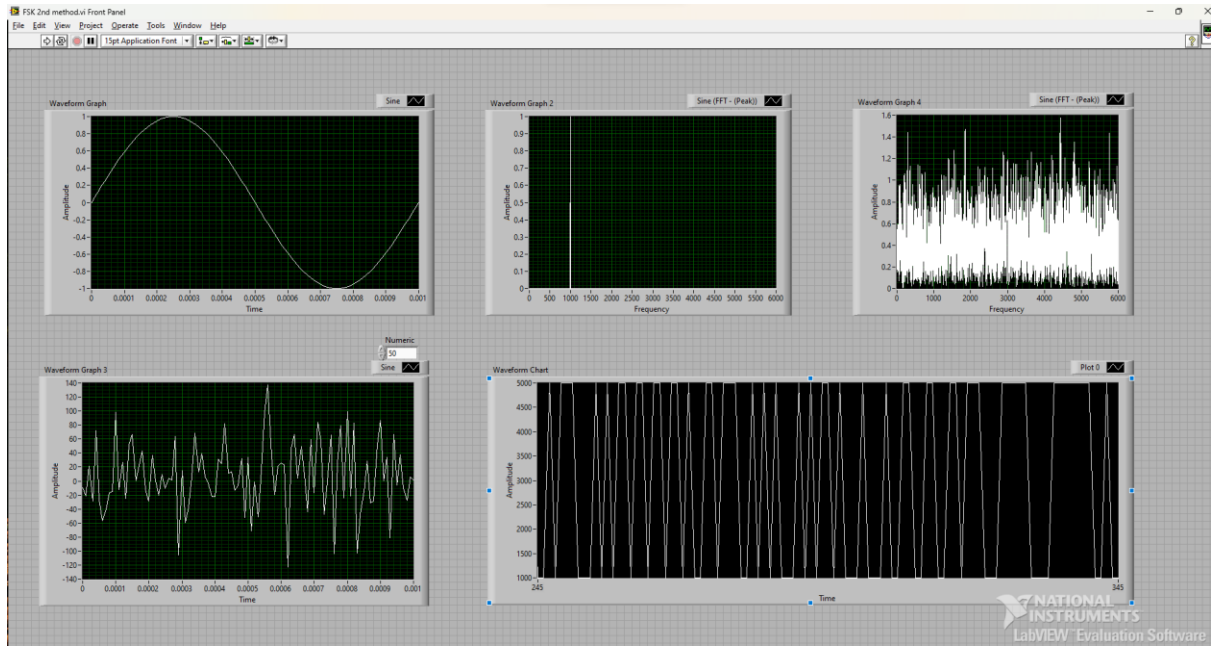 FSK 2nd method.vi Front Panel
File Edit View Project Operate Tools Window Help
15pt Application Font
Waveform Graph
Sine
Amplitude
1
0.8
0.6
0.4
0.2
0
-0.2
-0.4
-0.6
-0.8
-1
0 0.0001 0.0002 0.0003 0.0004 0.0005 0.0006 0.0007 0.0008 0.0009 0.001
Time
Waveform Graph 2
Sine (FFT - (Peak))
Amplitude
1
0.9
0.8
0.7
0.6
0.5
0.4
0.3
0.2
0.1
0
0 500 1000 1500 2000 2500 3000 3500 4000 4500 5000 5500 6000
Frequency
Waveform Graph 4
Sine (FFT - (Peak))
Amplitude
1.6
1.4
1.2
1
0.8
0.6
0.4
0.2
0
0 1000 2000 3000 4000 5000 6000
Frequency
Numeric
50
Waveform Graph 3
Sine
Amplitude
140
120
100
80
60
40
20
0
-20
-40
-60
-80
-100
-120
-140
0 0.0001 0.0002 0.0003 0.0004 0.0005 0.0006 0.0007 0.0008 0.0009 0.001
Time
Waveform Chart
Plot 0
Amplitude
5000
4500
4000
3500
3000
2500
2000
1500
1000
245 345
Time
NATIONAL
INSTRUMENTS
LabVIEW™ Evaluation Software